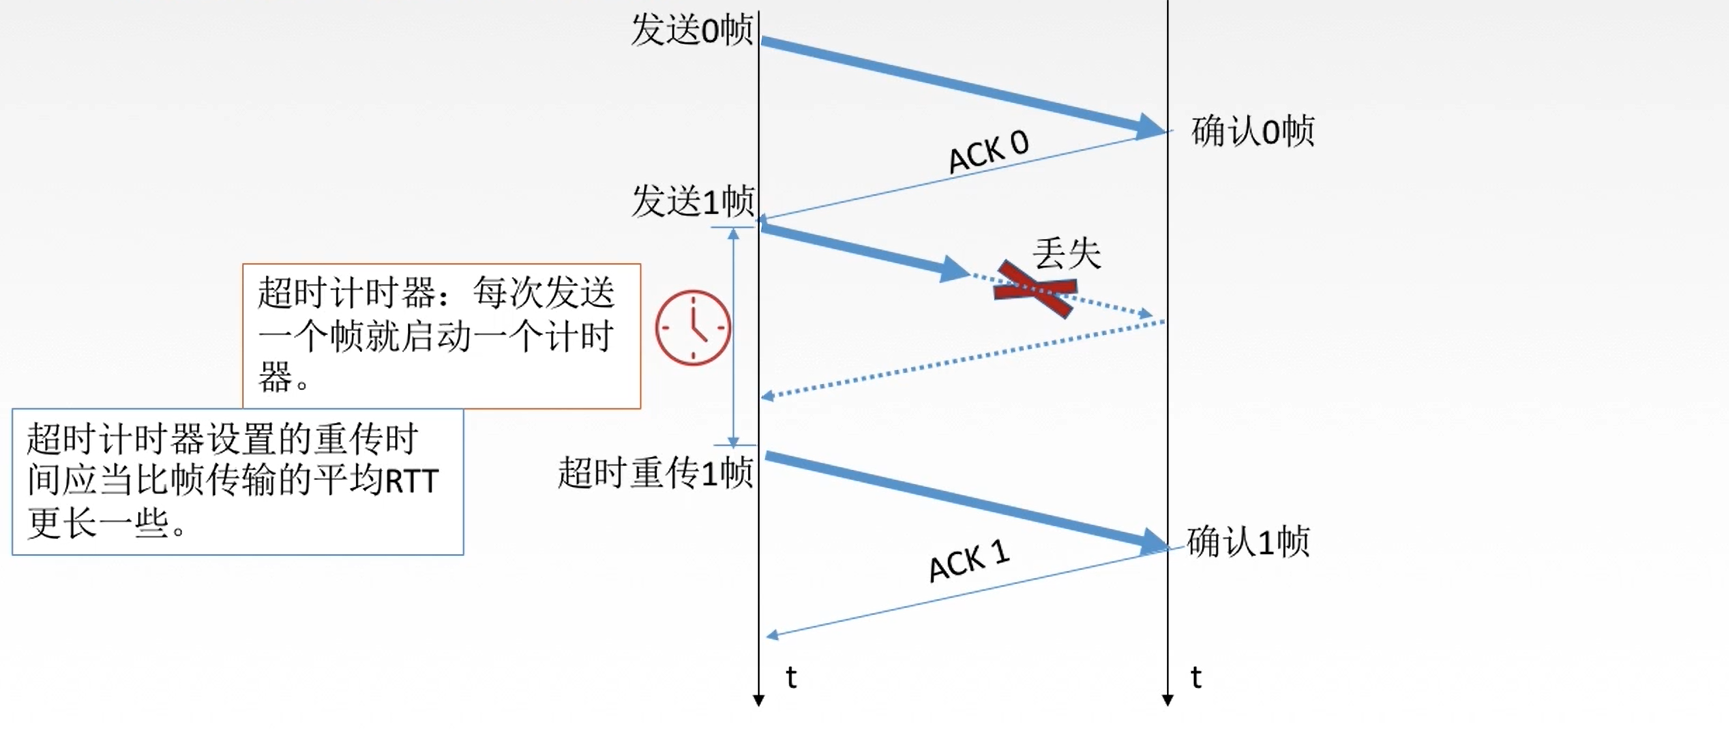 发送0帧
确认0帧
ACK 0
发送1帧
丢失
超时计时器：每次发送
一个帧就启动一个计时
器。
超时计时器设置的重传时
间应当比帧传输的平均RTT
更长一些。
超时重传1帧
确认1帧
ACK 1
t
t